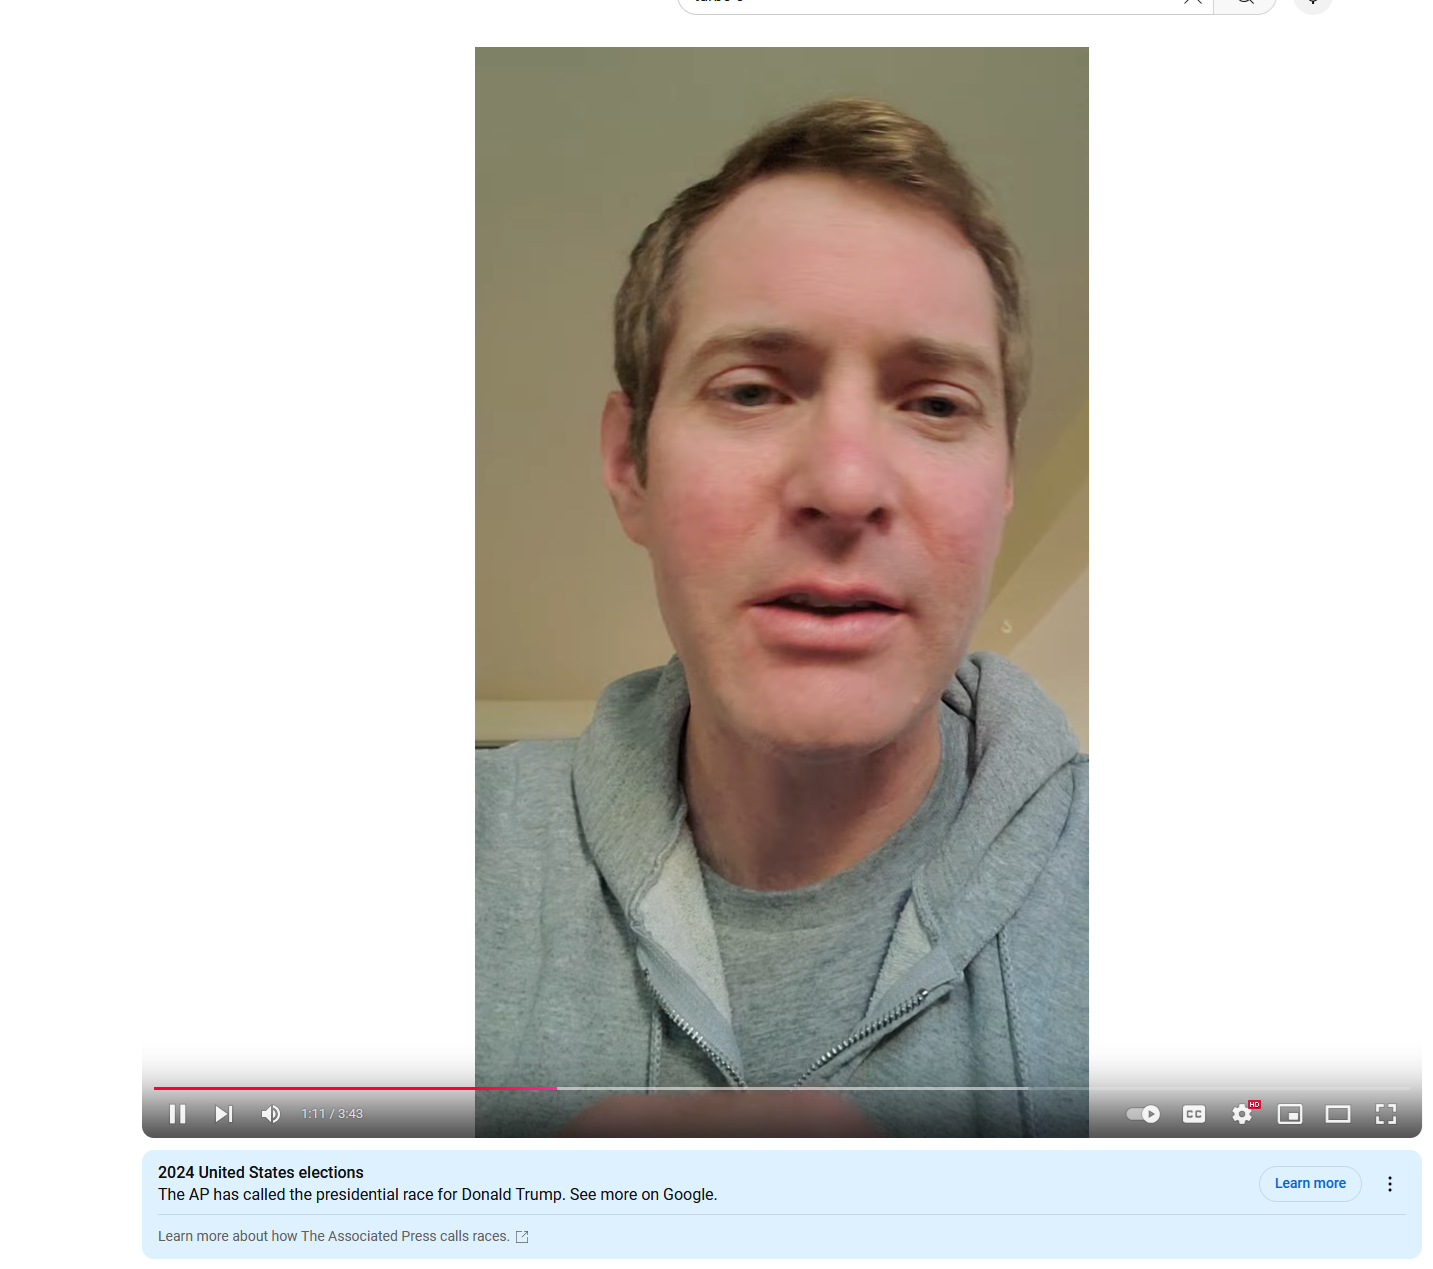 1:11 / 3:43
CC
HD
2024 United States elections
The AP has called the presidential race for Donald Trump. See more on Google.
Learn more
Learn more about how The Associated Press calls races.